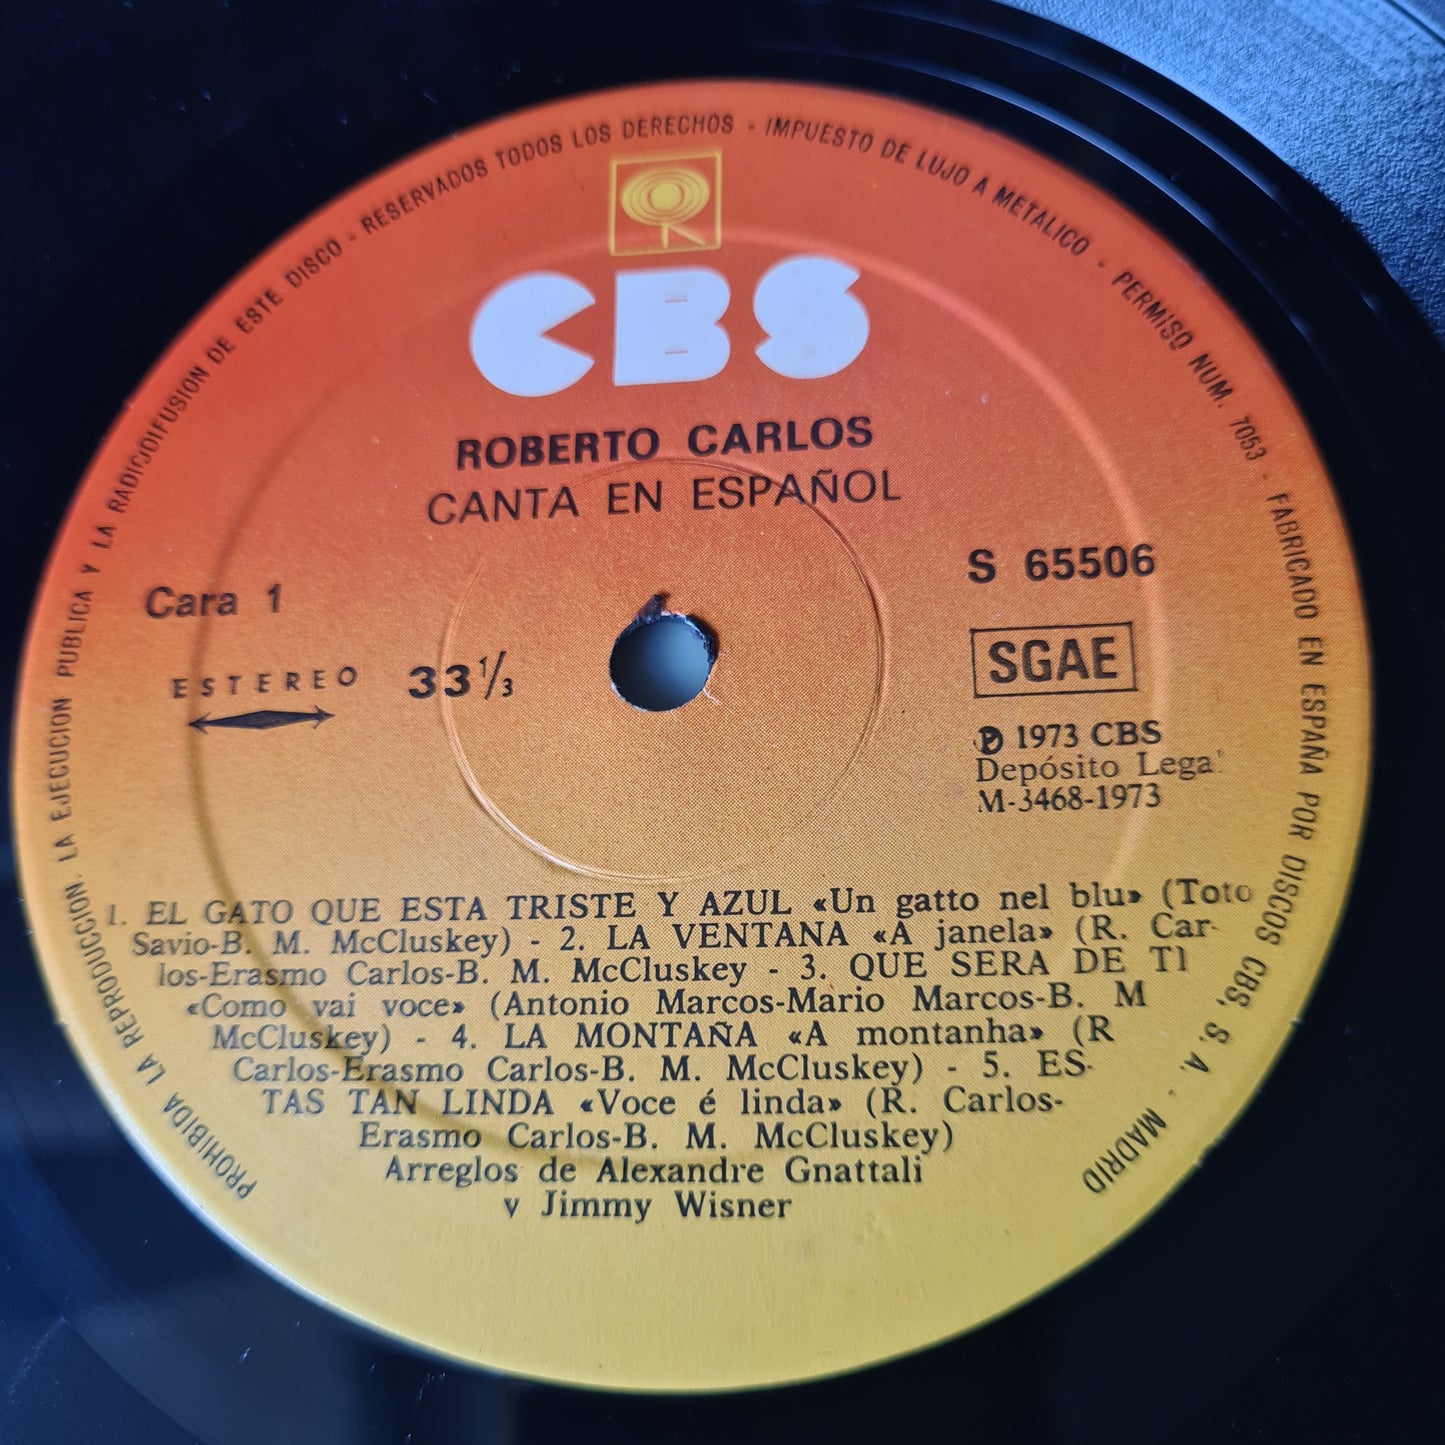 PROHIBIDA LA REPRODUCCION. LA EJECUCION PUBLICA Y LA RADIODIFUSION DE ESTE DISCO - RESERVADOS TODOS LOS DERECHOS - IMPUESTO DE LUJO A METALICO - PERMISO NUM. 7053 - FABRICADO EN ESPAÑA POR DISCOS CBS, S. A. - MADRID
CBS
ROBERTO CARLOS
CANTA EN ESPAÑOL
Cara 1
ESTEREO 33 1/3
S 65506
SGAE
℗ 1973 CBS
Depósito Legal
M-3468-1973
1. EL GATO QUE ESTA TRISTE Y AZUL «Un gatto nel blu» (Toto
Savio-B. M. McCluskey) - 2. LA VENTANA «A janela» (R. Car-
los-Erasmo Carlos-B. M. McCluskey - 3. QUE SERA DE TI
«Como vai voce» (Antonio Marcos-Mario Marcos-B. M
McCluskey) - 4. LA MONTAÑA «A montanha» (R
Carlos-Erasmo Carlos-B. M. McCluskey) - 5. ES-
TAS TAN LINDA «Voce é linda» (R. Carlos-
Erasmo Carlos-B. M. McCluskey)
Arreglos de Alexandre Gnattali
y Jimmy Wisner